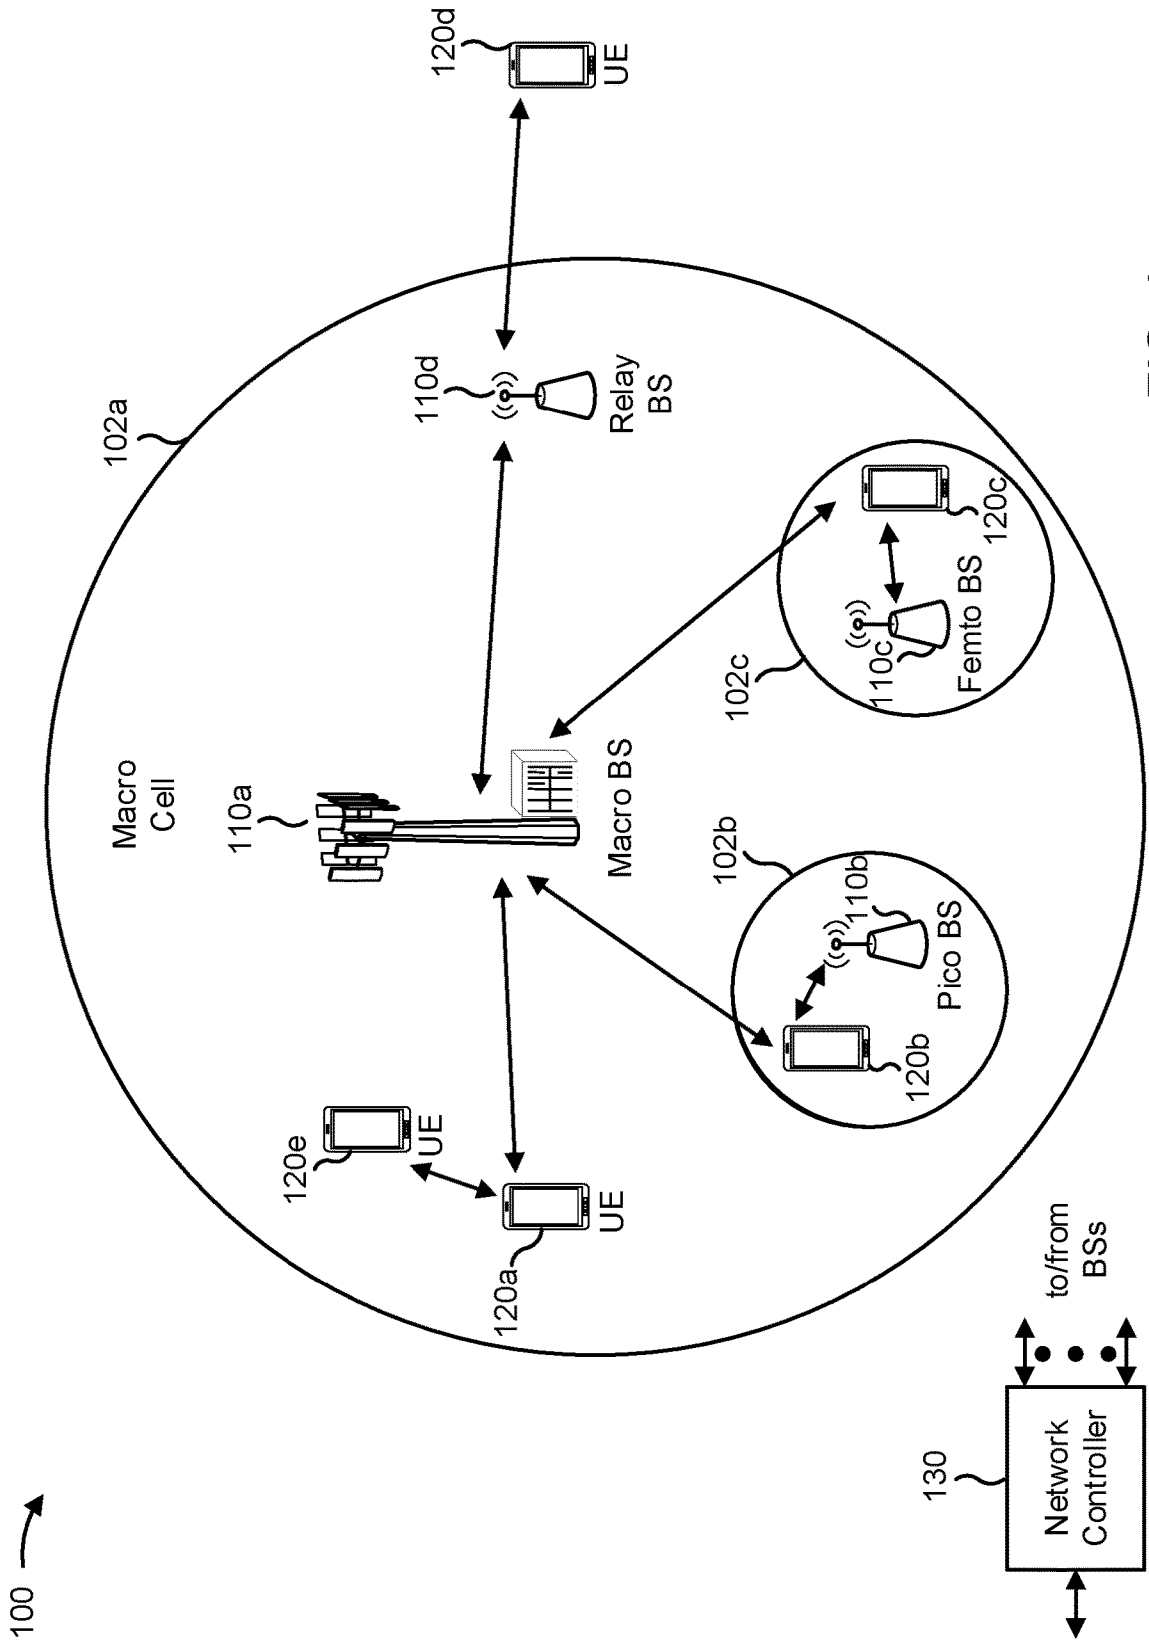 100
Macro
Cell
102a
110a
120d
UE
120e
UE
110d
Relay
BS
120a
UE
Macro BS
102b
102c
110b
Pico BS
120b
110c
Femto BS
120c
130
Network
Controller
to/from
BSs